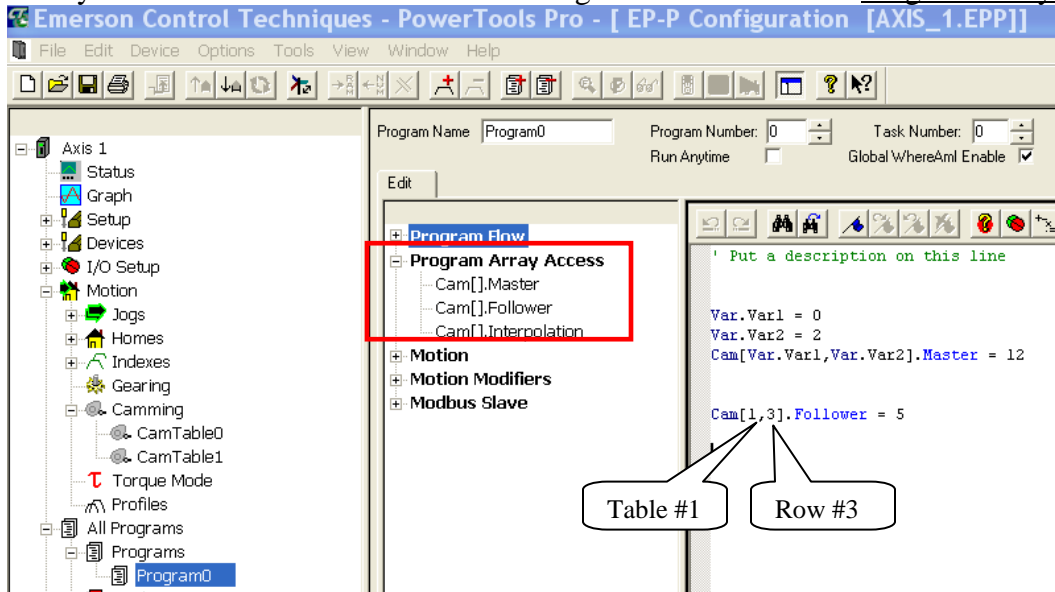 Emerson Control Techniques - PowerTools Pro - [ EP-P Configuration [AXIS_1.EPP]]
File Edit Device Options Tools View Window Help
Program Name Program0 Program Number: 0 Task Number: 0
Run Anytime Global WhereAmI Enable
Edit
Axis 1
Status
Graph
Setup
Devices
I/O Setup
Motion
Jogs
Homes
Indexes
Gearing
Camming
CamTable0
CamTable1
Torque Mode
Profiles
All Programs
Programs
Program0
Program Flow
Program Array Access
Cam[].Master
Cam[].Follower
Cam[].Interpolation
Motion
Motion Modifiers
Modbus Slave
' Put a description on this line
Var.Var1 = 0
Var.Var2 = 2
Cam[Var.Var1,Var.Var2].Master = 12
Cam[1,3].Follower = 5
Table #1
Row #3